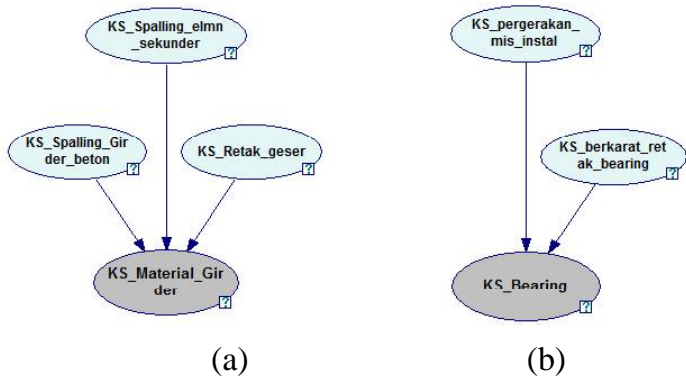 KS_Spalling_elmn
_sekunder
?
KS_Spalling_Gir
der_beton
?
KS_Retak_geser
?
KS_Material_Gir
der
?
(a)
KS_pergerakan_
mis_instal
?
KS_berkarat_ret
ak_bearing
?
KS_Bearing
?
(b)